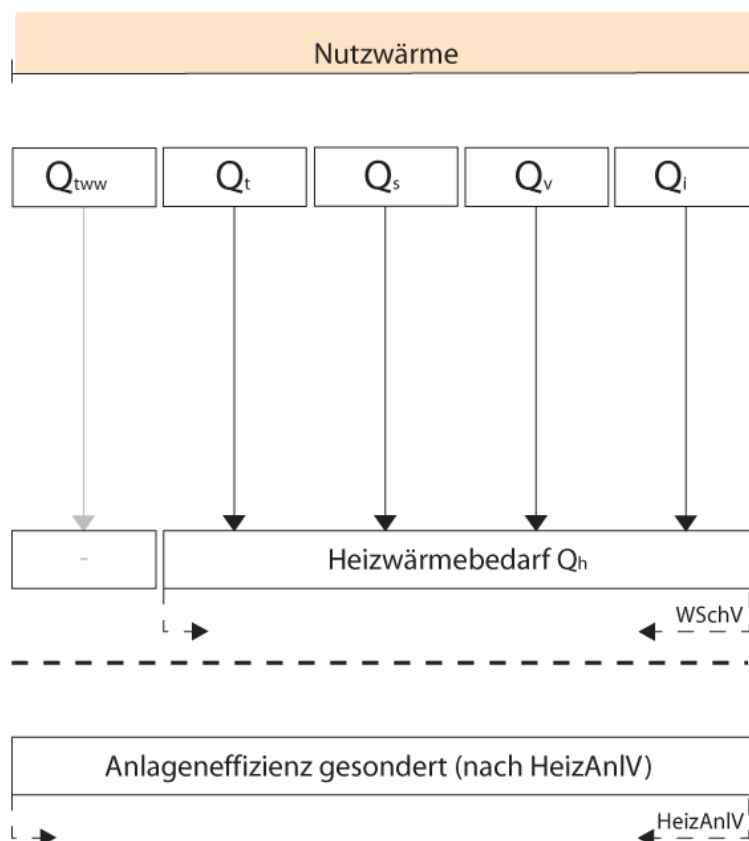 Nutzwärme
Qtww Qt Qs Qv Qi
- Heizwärmebedarf Qh
WSchV
Anlageneffizienz gesondert (nach HeizAnlV)
HeizAnlV